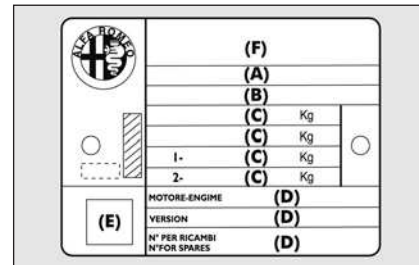 ALFA ROMEO
(F)
(A)
(B)
(C) Kg
(C) Kg
1- (C) Kg
2- (C) Kg
MOTORE-ENGIME (D)
(E)
VERSION (D)
N° PER RICAMBI
N°FOR SPARES (D)